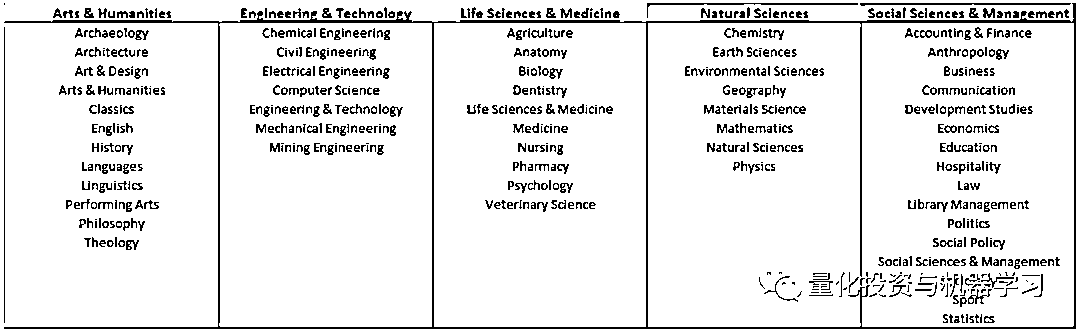 Arts & Humanities
Archaeology
Architecture
Art & Design
Arts & Humanities
Classics
English
History
Languages
Linguistics
Performing Arts
Philosophy
Theology
Engineering & Technology
Chemical Engineering
Civil Engineering
Electrical Engineering
Computer Science
Engineering & Technology
Mechanical Engineering
Mining Engineering
Life Sciences & Medicine
Agriculture
Anatomy
Biology
Dentistry
Life Sciences & Medicine
Medicine
Nursing
Pharmacy
Psychology
Veterinary Science
Natural Sciences
Chemistry
Earth Sciences
Environmental Sciences
Geography
Materials Science
Mathematics
Natural Sciences
Physics
Social Sciences & Management
Accounting & Finance
Anthropology
Business
Communication
Development Studies
Economics
Education
Hospitality
Law
Library Management
Politics
Social Policy
Social Sciences & Management
Sport
Statistics
量化投资与机器学习